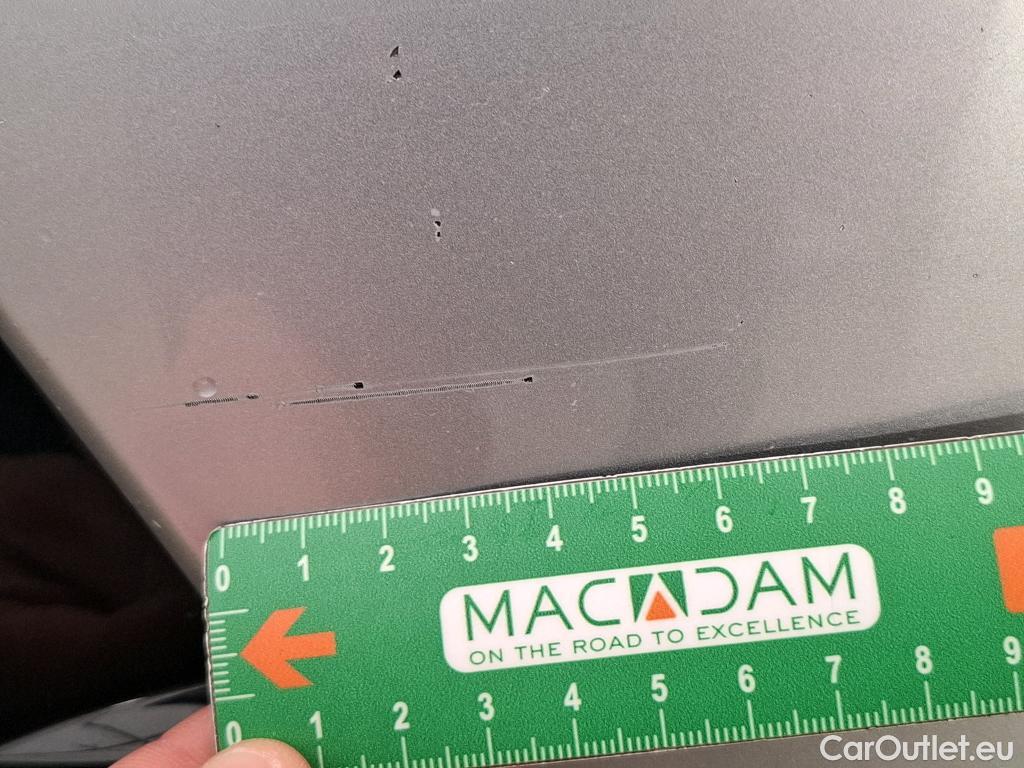 0 1 2 3 4 5 6 7 8 9
MACADAM
ON THE ROAD TO EXCELLENCE
0 1 2 3 4 5 6 7 8 9
CarOutlet.eu